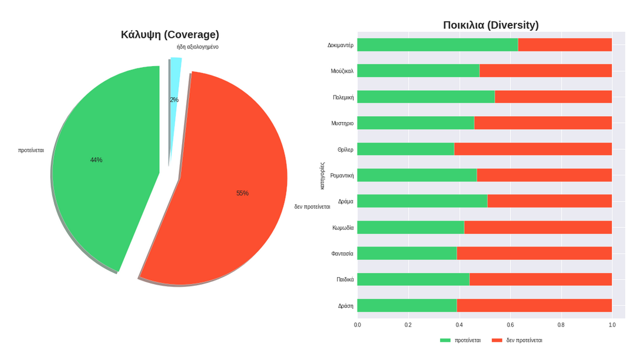 Κάλυψη (Coverage)
ήδη αξιολογημένο
2%
προτείνεται
44%
55%
δεν προτείνεται
Ποικιλια (Diversity)
κατηγορίες
Ντοκιμαντέρ
Μιούζικαλ
Πολεμική
Μυστηριο
Θρίλερ
Ρομαντική
Δράμα
Κωμωδία
Φαντασία
Παιδικό
Δράση
0.0 0.2 0.4 0.6 0.8 1.0
προτείνεται δεν προτείνεται